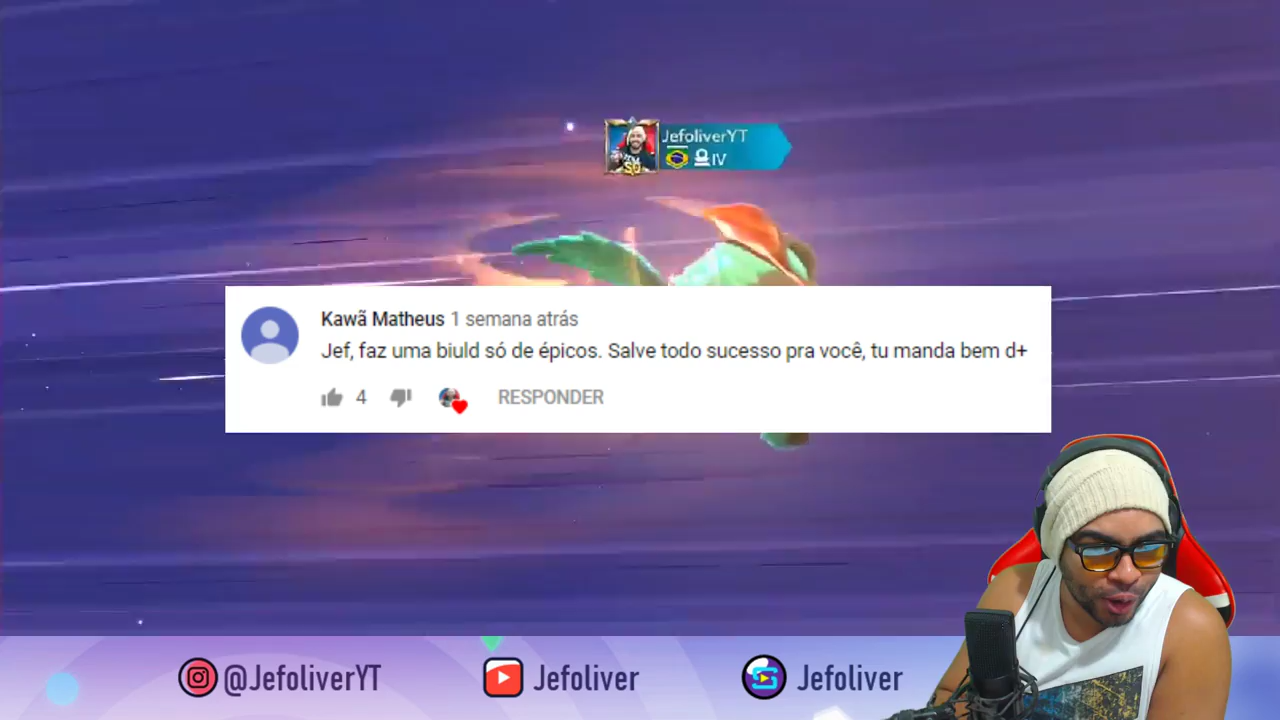 JefoliverYT
IV
Kawã Matheus 1 semana atrás
Jef, faz uma biuld só de épicos. Salve todo sucesso pra você, tu manda bem d+
4
RESPONDER
@JefoliverYT
Jefoliver
Jefoliver